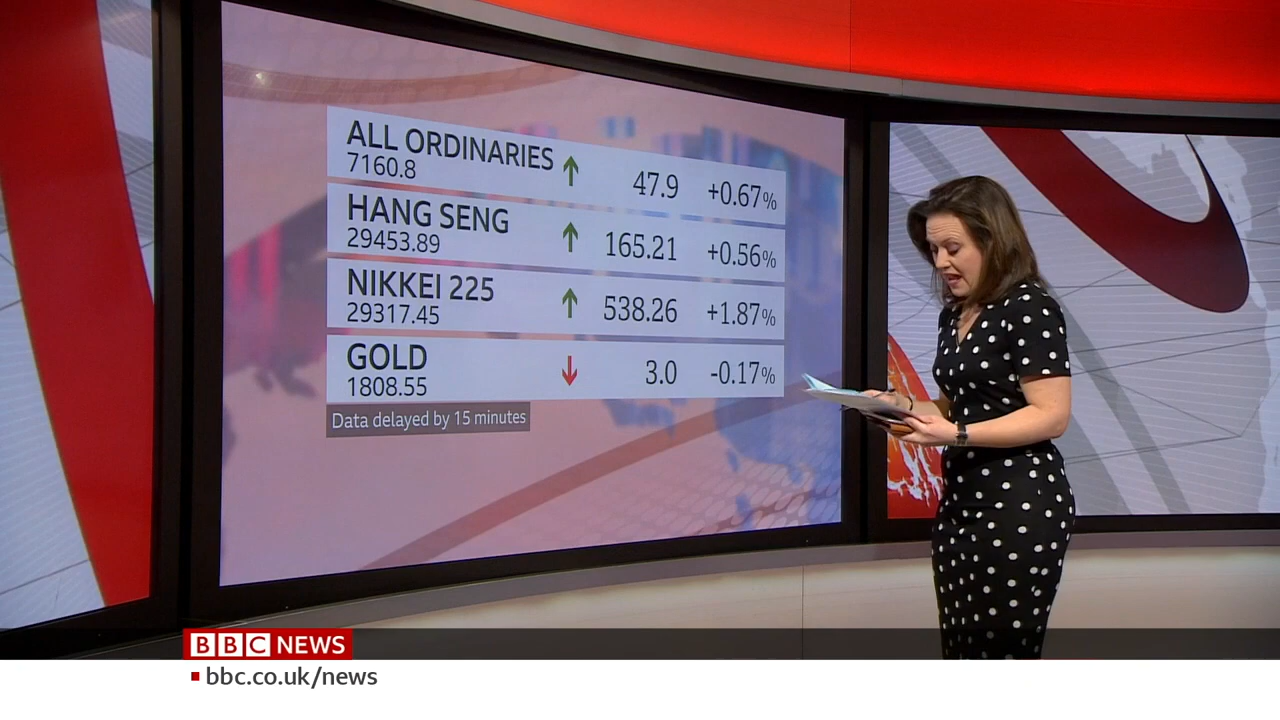 ALL ORDINARIES
7160.8 47.9 +0.67%
HANG SENG
29453.89 165.21 +0.56%
NIKKEI 225
29317.45 538.26 +1.87%
GOLD
1808.55 3.0 -0.17%
Data delayed by 15 minutes
BBC NEWS
bbc.co.uk/news